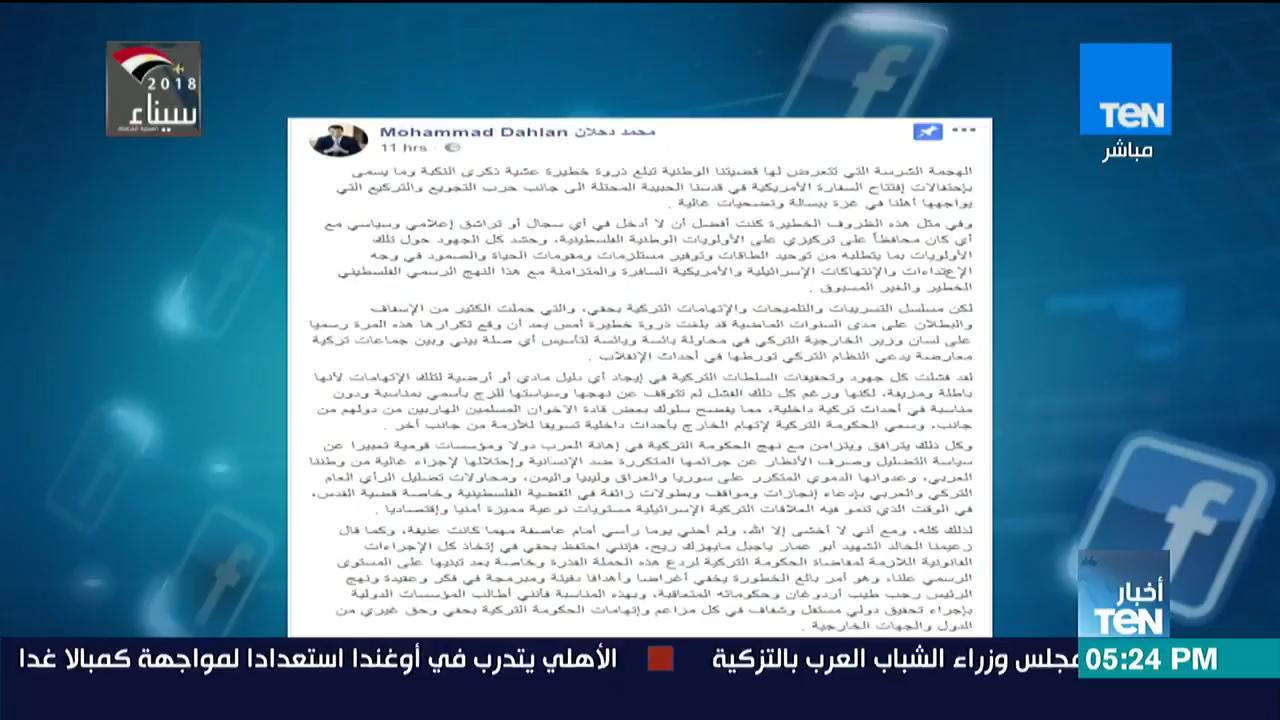 2018
سيناء
TEN
مباشر
Mohammad Dahlan محمد دحلان
11 hrs ·
الهجمة الشرسة التي تتعرض لها قضيتنا الوطنية تبلغ ذروة خطيرة عشية ذكرى النكبة وما يسمى
بإحتفالات إفتتاح السفارة الأمريكية في قدسنا الحبيبة المحتلة الى جانب حرب التجويع والتركيع التي
يواجهها أهلنا في غزة ببسالة وتضحيات غالية .
وفي مثل هذه الظروف الخطيرة كنت أفضل أن لا أدخل في أي سجال أو تراشق إعلامي وسياسي مع
أي كان محافظاً على تركيزي على الأولويات الوطنية الفلسطينية، وحشد كل الجهود حول تلك
الأولويات بما يتطلبه من توحيد الطاقات وتوفير مستلزمات ومقومات الحياة والصمود في وجه
الإعتداءات والإنتهاكات الإسرائيلية والأمريكية السافرة والمتزامنة مع هذا النهج الرسمي الفلسطيني
الخطير والغير المسبوق .
لكن مسلسل التسريبات والتلميحات والإتهامات التركية بحقي، والتي حملت الكثير من الإسفاف
والبطلان على مدى السنوات الماضية قد بلغت ذروة خطيرة أمس بعد أن وقع تكرارها هذه المرة رسميا
على لسان وزير الخارجية التركي في محاولة بائسة ويائسة لتأسيس أي صلة بيني وبين جماعات تركية
معارضة يدعي النظام التركي تورطها في أحداث الإنقلاب .
لقد فشلت كل جهود وتحقيقات السلطات التركية في إيجاد أي دليل مادي أو أرضية لتلك الإتهامات لأنها
باطلة ومزيفة، لكنها ورغم كل ذلك الفشل لم تتوقف عن نهجها وسياستها للزج بأسمي بمناسبة ودون
مناسبة في أحداث تركية داخلية، مما يفضح سلوك بعض قادة الاخوان المسلمين الهاربين من دولهم من
جانب، وسعي الحكومة التركية لإتهام الخارج بأحداث داخلية تسويقا للأزمة من جانب أخر .
وكل ذلك يترافق ويتزامن مع نهج الحكومة التركية في إهانة العرب دولا ومؤسسات قومية تعبيرا عن
سياسة التضليل وصرف الأنظار عن جرائمها المتكررة ضد الإنسانية وإحتلالها لإجزاء غالية من وطننا
العربي، وعدوانها الدموي المتكرر على سوريا والعراق وليبيا واليمن، ومحاولات تضليل الرأي العام
التركي والعربي بإدعاء إنجازات ومواقف وبطولات زائفة في القضية الفلسطينية وخاصة قضية القدس،
في الوقت الذي تنمو فيه العلاقات التركية الإسرائيلية مستويات نوعية مميزة أمنيا وإقتصاديا .
لذلك كله، ومع أني لا أخشى إلا الله، ولم أحني يوما رأسي أمام عاصفة مهما كانت عنيفة، وكما قال
زعيمنا الخالد الشهيد أبو عمار ياجبل مايهزك ريح، فإنني احتفظ بحقي في إتخاذ كل الإجراءات
القانونية اللازمة لمقاضاة الحكومة التركية لردع هذه الحملة القذرة وخاصة بعد تبنيها على المستوى
الرسمي علنا، وهو أمر بالغ الخطورة يخفي أغراضا وأهدافا دفينة ومبرمجة في فكر وعقيدة ونهج
الرئيس رجب طيب أردوغان وحكوماته المتعاقبة، وبهذه المناسبة فأنني أطالب المؤسسات الدولية
بإجراء تحقيق دولي مستقل وشفاف في كل مزاعم وإتهامات الحكومة التركية بحقي وحق غيري من
الدول والجهات الخارجية .
أخبار
TEN
05:24 PM
مجلس وزراء الشباب العرب بالتزكية
الأهلي يتدرب في أوغندا استعدادا لمواجهة كمبالا غدا